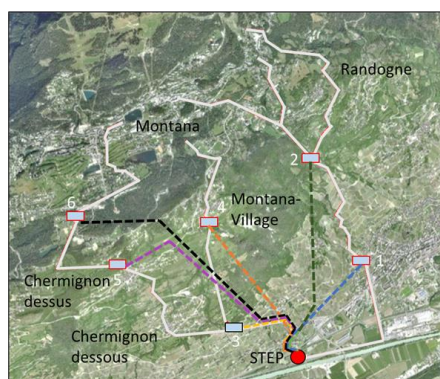 Randogne
Montana
2
6
4
Montana-
Village
1
5
Chermignon
dessus
Chermignon
dessous
3
STEP